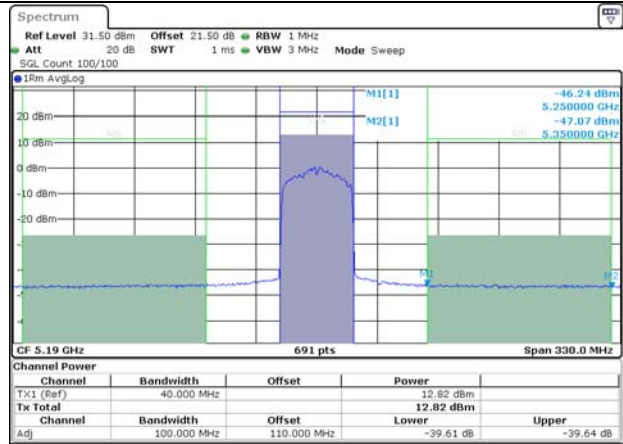 Spectrum
Ref Level 31.50 dBm Offset 21.50 dB RBW 1 MHz
Att 20 dB SWT 1 ms VBW 3 MHz Mode Sweep
SGL Count 100/100
1Rm AvgLog
M1[1] -46.24 dBm
5.250000 GHz
20 dBm
M2[1] -47.07 dBm
Adj Adj 5.350000 GHz
10 dBm
0 dBm
-10 dBm
-20 dBm
M1 M2
CF 5.19 GHz 691 pts Span 330.0 MHz
Channel Power
Channel Bandwidth Offset Power
TX1 (Ref) 40.000 MHz 12.82 dBm
Tx Total 12.82 dBm
Channel Bandwidth Offset Lower Upper
Adj 100.000 MHz 110.000 MHz -39.61 dB -39.64 dB